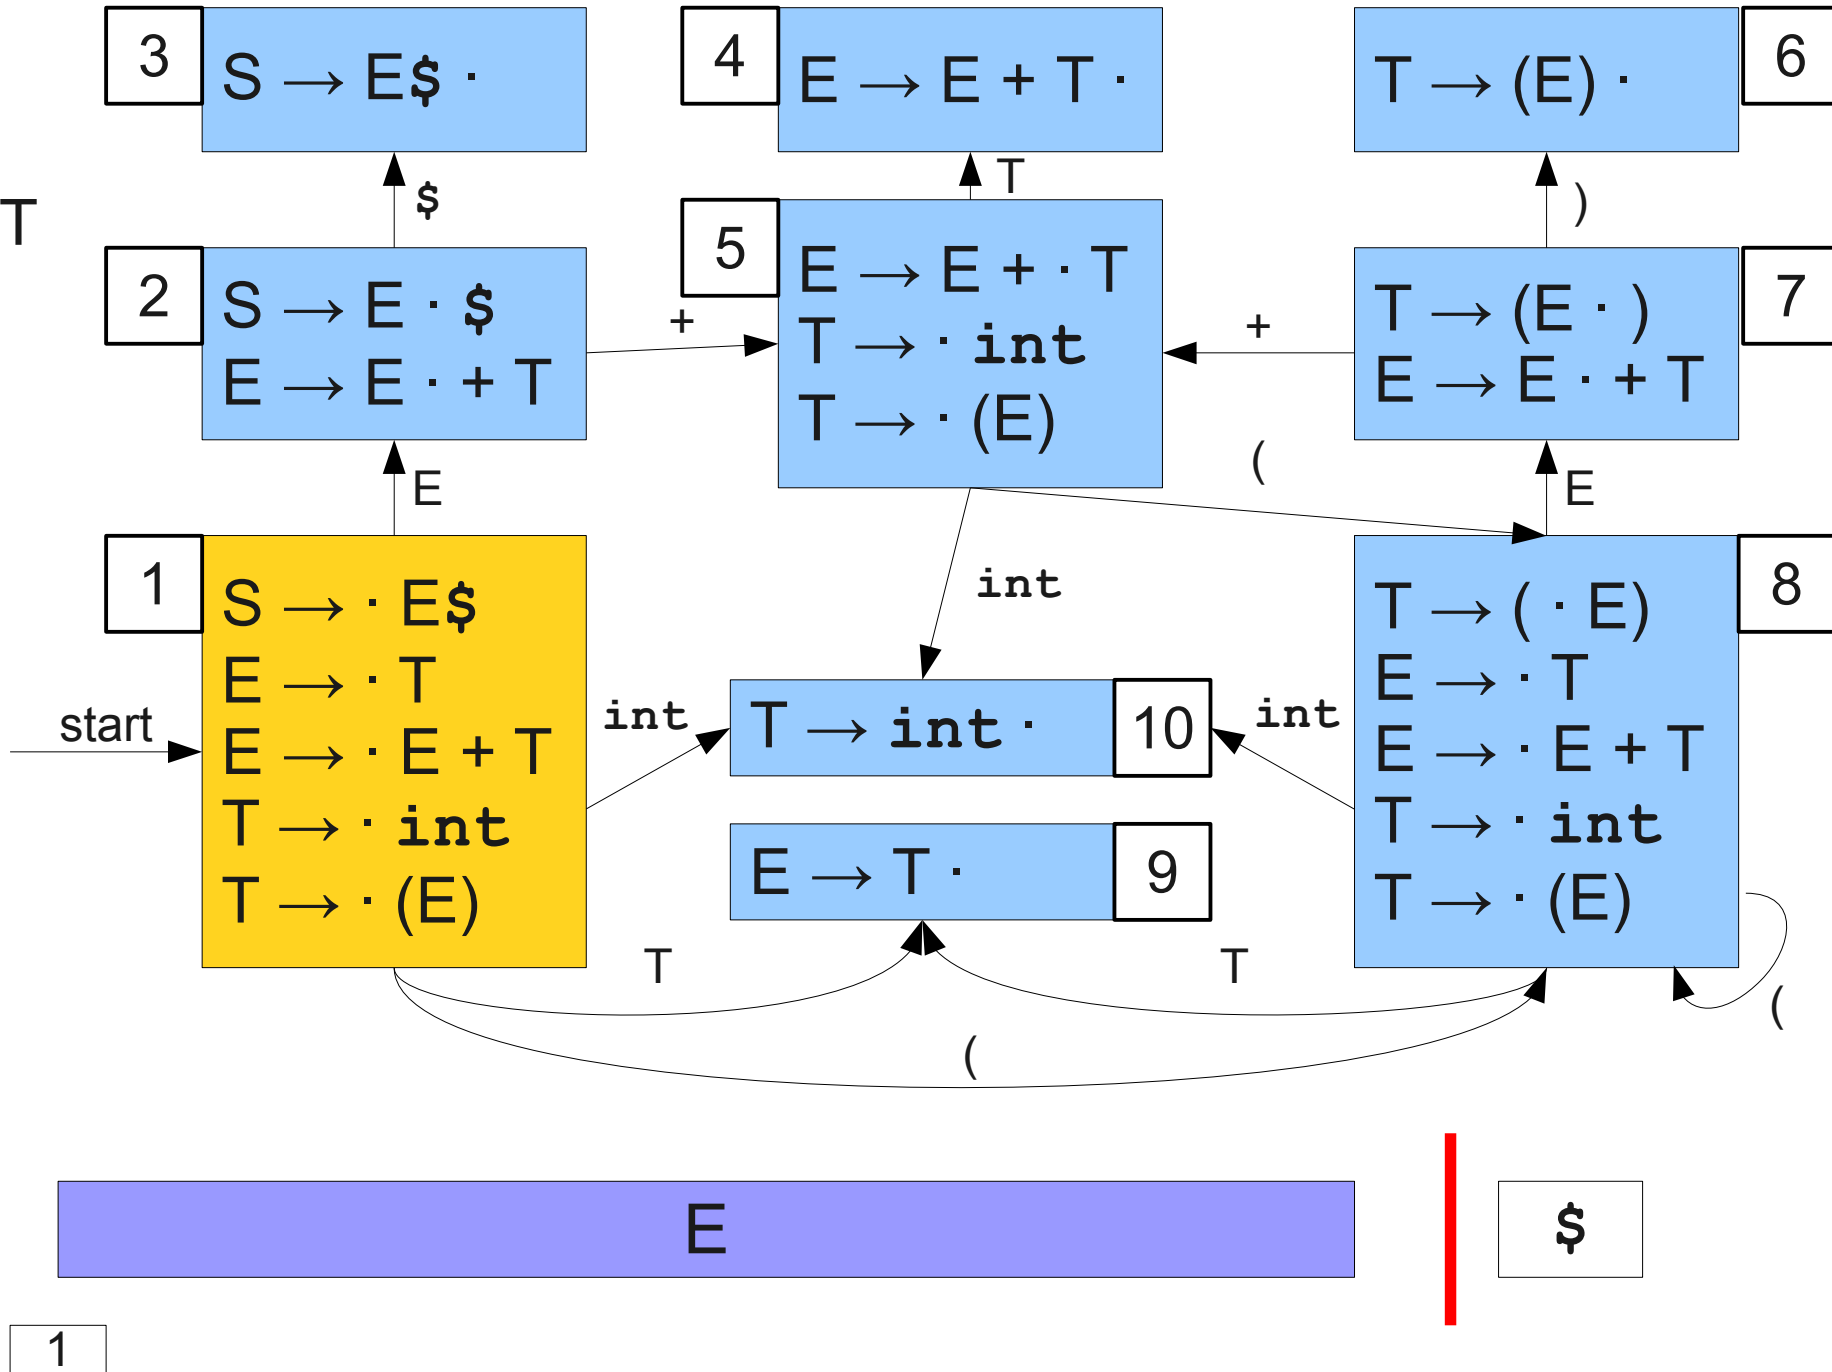 3
S → E$ ·
4
E → E + T ·
T → (E) ·
6
$
T
)
T
2
S → E · $
E → E · + T
+
5
E → E + · T
T → · int
T → · (E)
+
T → (E · )
E → E · + T
7
E
(
E
1
S → · E$
E → · T
E → · E + T
T → · int
T → · (E)
start
int
int
T → int ·
10
int
E → T ·
9
T → ( · E)
E → · T
E → · E + T
T → · int
T → · (E)
8
T
T
(
(
E
$
1